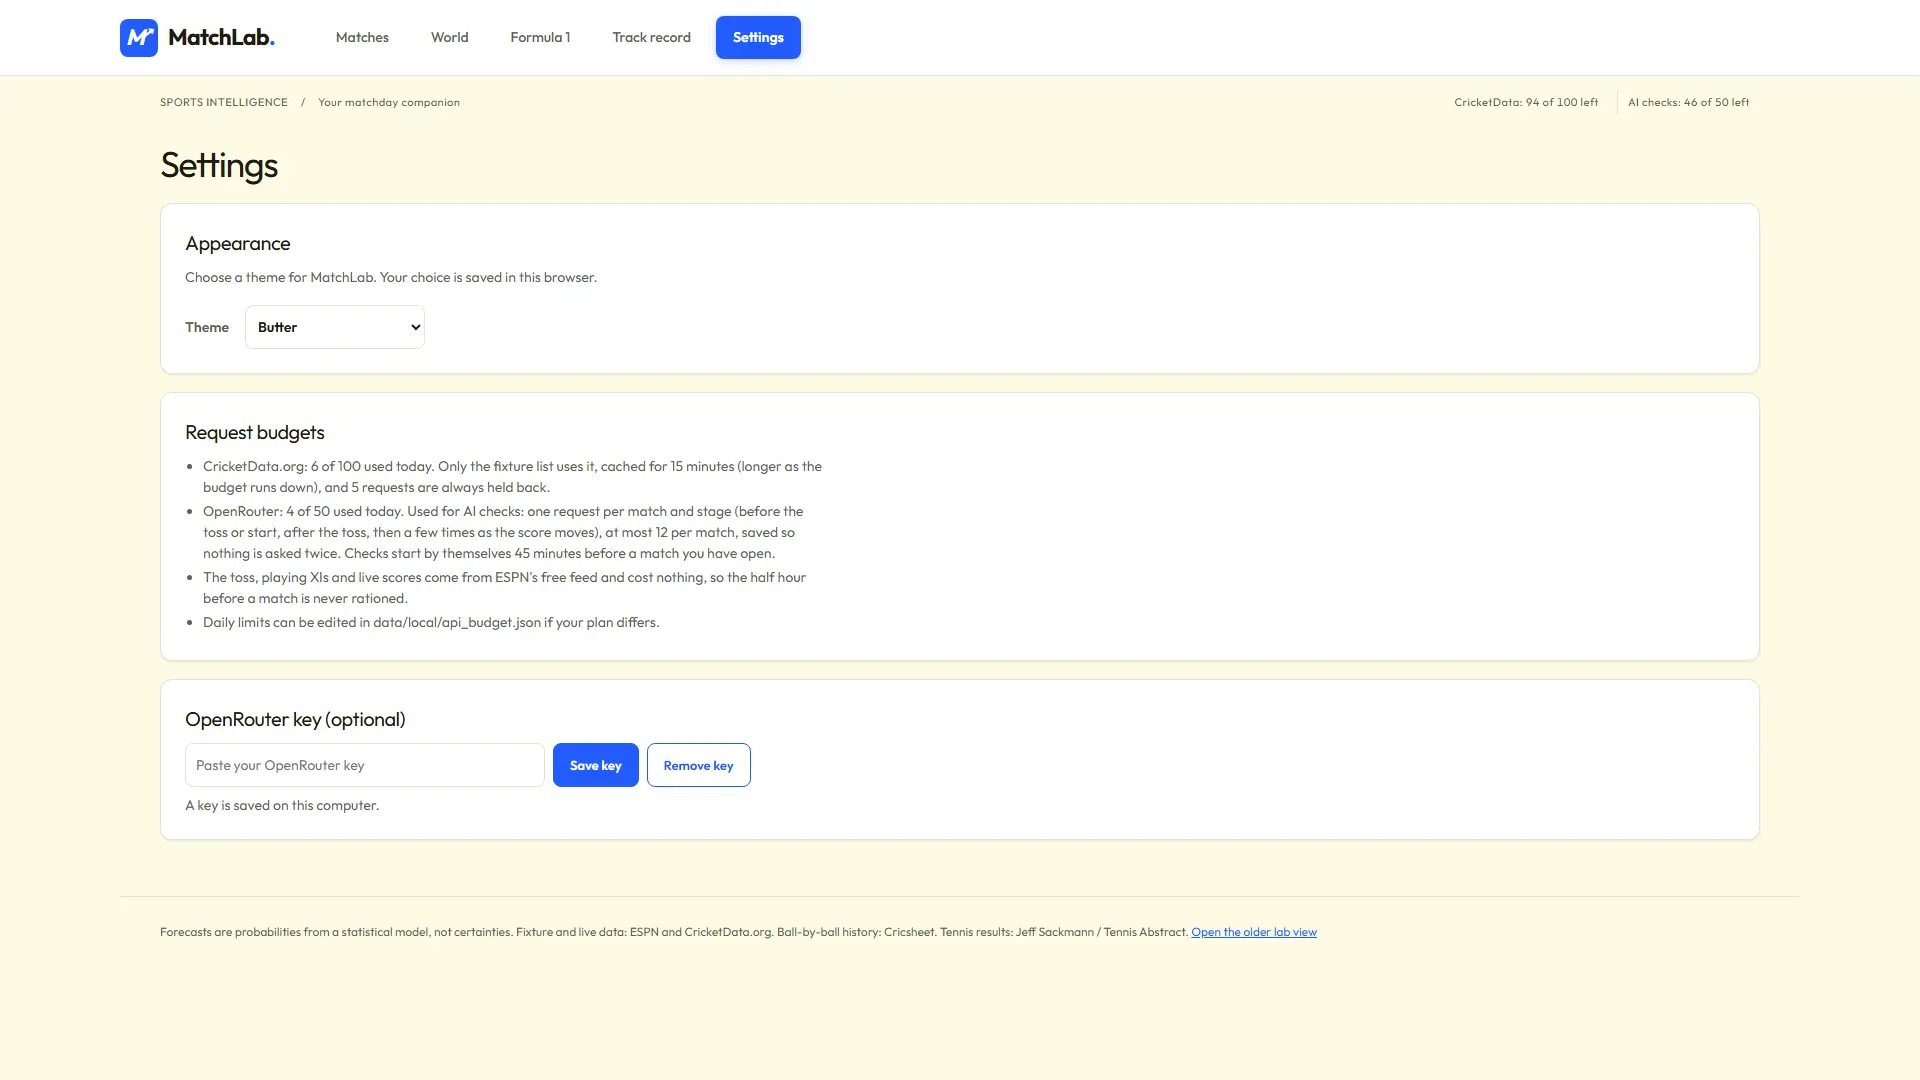 M MatchLab. Matches World Formula 1 Track record Settings
SPORTS INTELLIGENCE / Your matchday companion CricketData: 94 of 100 left AI checks: 46 of 50 left
Settings
Appearance
Choose a theme for MatchLab. Your choice is saved in this browser.
Theme Butter
Request budgets
• CricketData.org: 6 of 100 used today. Only the fixture list uses it, cached for 15 minutes (longer as the
budget runs down), and 5 requests are always held back.
• OpenRouter: 4 of 50 used today. Used for AI checks: one request per match and stage (before the
toss or start, after the toss, then a few times as the score moves), at most 12 per match, saved so
nothing is asked twice. Checks start by themselves 45 minutes before a match you have open.
• The toss, playing XIs and live scores come from ESPN's free feed and cost nothing, so the half hour
before a match is never rationed.
• Daily limits can be edited in data/local/api_budget.json if your plan differs.
OpenRouter key (optional)
Paste your OpenRouter key Save key Remove key
A key is saved on this computer.
Forecasts are probabilities from a statistical model, not certainties. Fixture and live data: ESPN and CricketData.org. Ball-by-ball history: Cricsheet. Tennis results: Jeff Sackmann / Tennis Abstract. Open the older lab view